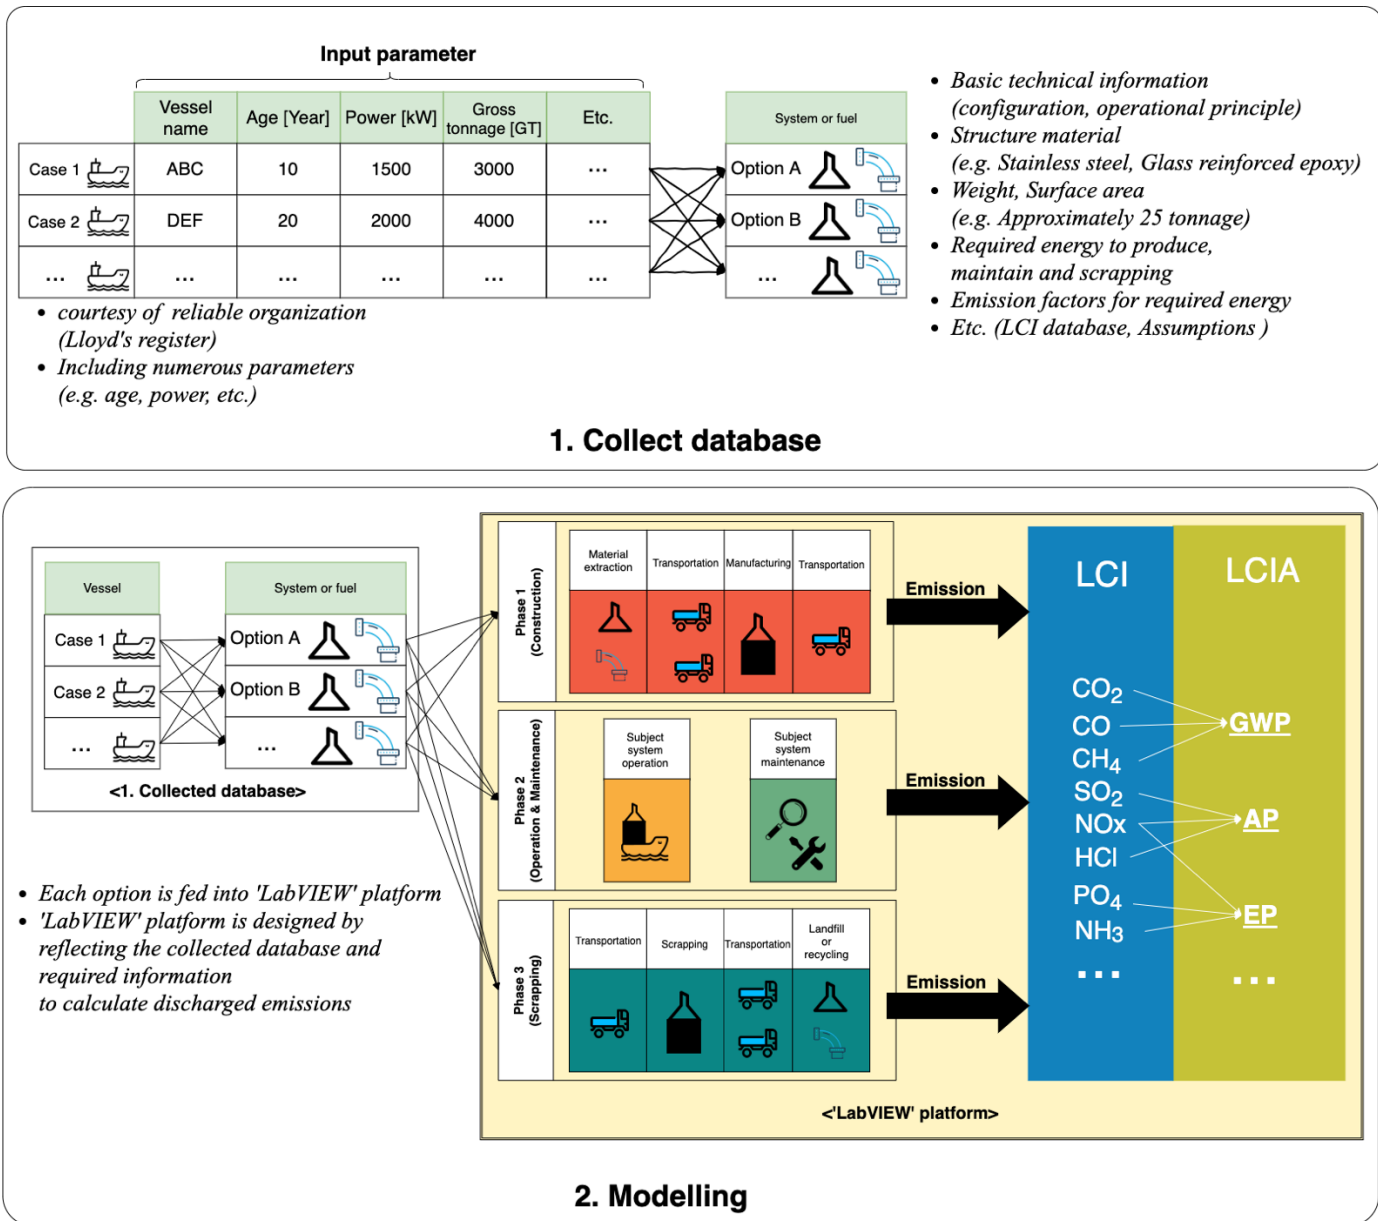 Input parameter
Vessel name
Age [Year]
Power [kW]
Gross tonnage [GT]
Etc.
System or fuel
Case 1
ABC
10
1500
3000
...
Option A
Case 2
DEF
20
2000
4000
...
Option B
...
...
...
...
...
...
...
• courtesy of reliable organization
(Lloyd's register)
• Including numerous parameters
(e.g. age, power, etc.)
• Basic technical information
(configuration, operational principle)
• Structure material
(e.g. Stainless steel, Glass reinforced epoxy)
• Weight, Surface area
(e.g. Approximately 25 tonnage)
• Required energy to produce,
maintain and scrapping
• Emission factors for required energy
• Etc. (LCI database, Assumptions )
1. Collect database
Vessel
System or fuel
Case 1
Option A
Case 2
Option B
...
...
<1. Collected database>
• Each option is fed into 'LabVIEW' platform
• 'LabVIEW' platform is designed by
reflecting the collected database and
required information
to calculate discharged emissions
Phase 1
(Construction)
Material
extraction
Transportation
Manufacturing
Transportation
Emission
Phase 2
(Operation & Maintenance)
Subject
system
operation
Subject
system
maintenance
Emission
Phase 3
(Scrapping)
Transportation
Scrapping
Transportation
Landfill
or
recycling
Emission
LCI
CO2
CO
CH4
SO2
NOx
HCl
PO4
NH3
...
LCIA
GWP
AP
EP
...
<'LabVIEW' platform>
2. Modelling